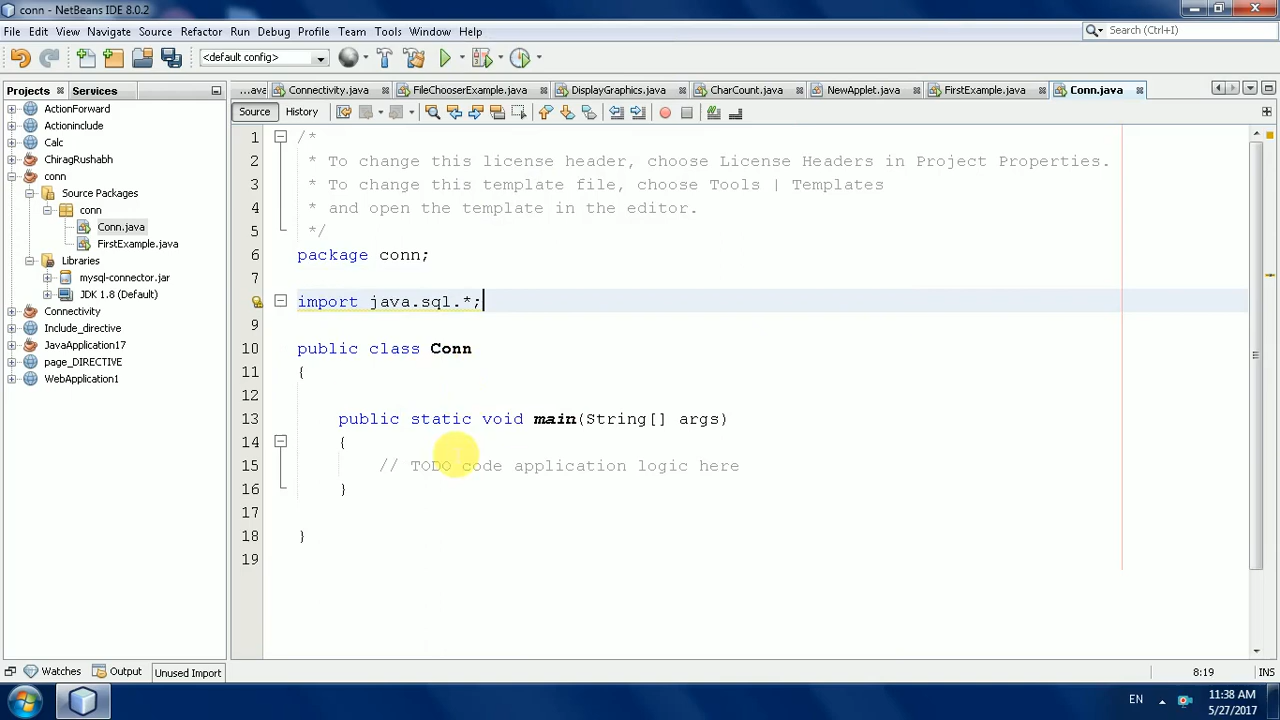 conn - NetBeans IDE 8.0.2
File Edit View Navigate Source Refactor Run Debug Profile Team Tools Window Help
Search (Ctrl+I)
<default config>
Projects Services
...ava Connectivity.java FileChooserExample.java DisplayGraphics.java CharCount.java NewApplet.java FirstExample.java Conn.java
Source History
ActionForward
Actioninclude
Calc
ChiragRushabh
conn
Source Packages
conn
Conn.java
FirstExample.java
Libraries
mysql-connector.jar
JDK 1.8 (Default)
Connectivity
Include_directive
JavaApplication17
page_DIRECTIVE
WebApplication1
1 /*
2 * To change this license header, choose License Headers in Project Properties.
3 * To change this template file, choose Tools | Templates
4 * and open the template in the editor.
5 */
6 package conn;
7
import java.sql.*;
9
10 public class Conn
11 {
12
13 public static void main(String[] args)
14 {
15 // TODO code application logic here
16 }
17
18 }
19
Watches Output Unused Import
8:19 INS
EN
11:38 AM
5/27/2017